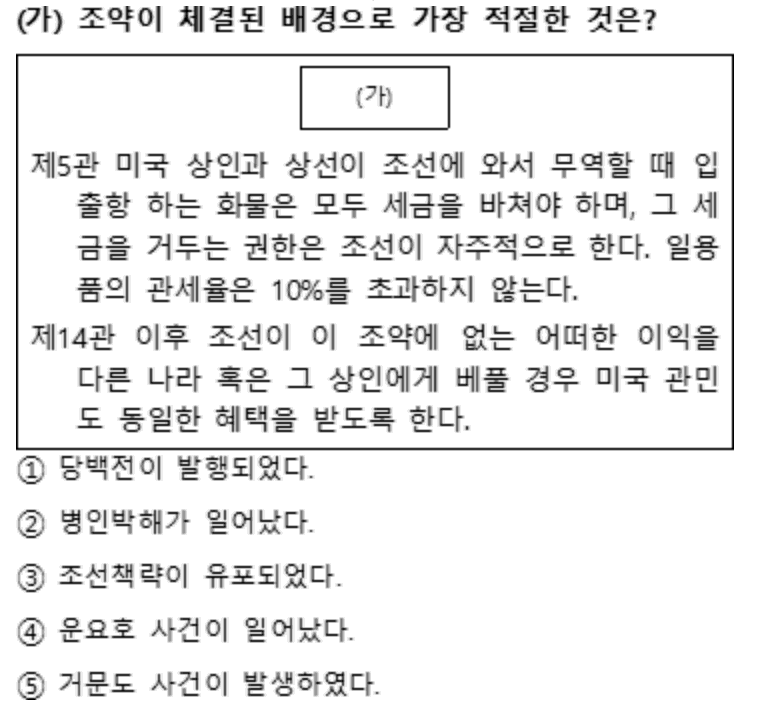 (가) 조약이 체결된 배경으로 가장 적절한 것은?
(가)
제5관 미국 상인과 상선이 조선에 와서 무역할 때 입
출항 하는 화물은 모두 세금을 바쳐야 하며, 그 세
금을 거두는 권한은 조선이 자주적으로 한다. 일용
품의 관세율은 10%를 초과하지 않는다.
제14관 이후 조선이 이 조약에 없는 어떠한 이익을
다른 나라 혹은 그 상인에게 베풀 경우 미국 관민
도 동일한 혜택을 받도록 한다.
① 당백전이 발행되었다.
② 병인박해가 일어났다.
③ 조선책략이 유포되었다.
④ 운요호 사건이 일어났다.
⑤ 거문도 사건이 발생하였다.